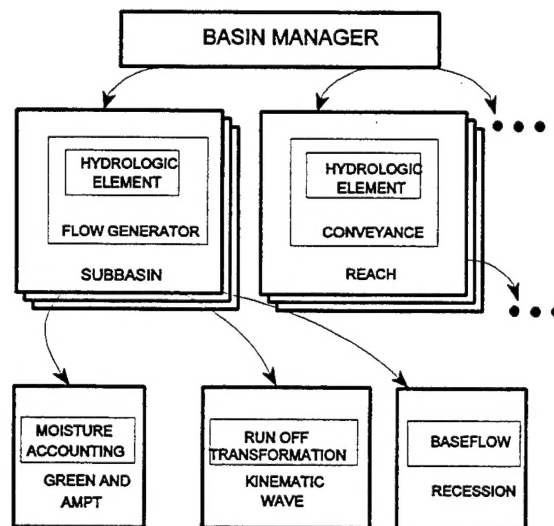 BASIN MANAGER
HYDROLOGIC
ELEMENT
FLOW GENERATOR
SUBBASIN
HYDROLOGIC
ELEMENT
CONVEYANCE
REACH
MOISTURE
ACCOUNTING
GREEN AND
AMPT
RUN OFF
TRANSFORMATION
KINEMATIC
WAVE
BASEFLOW
RECESSION